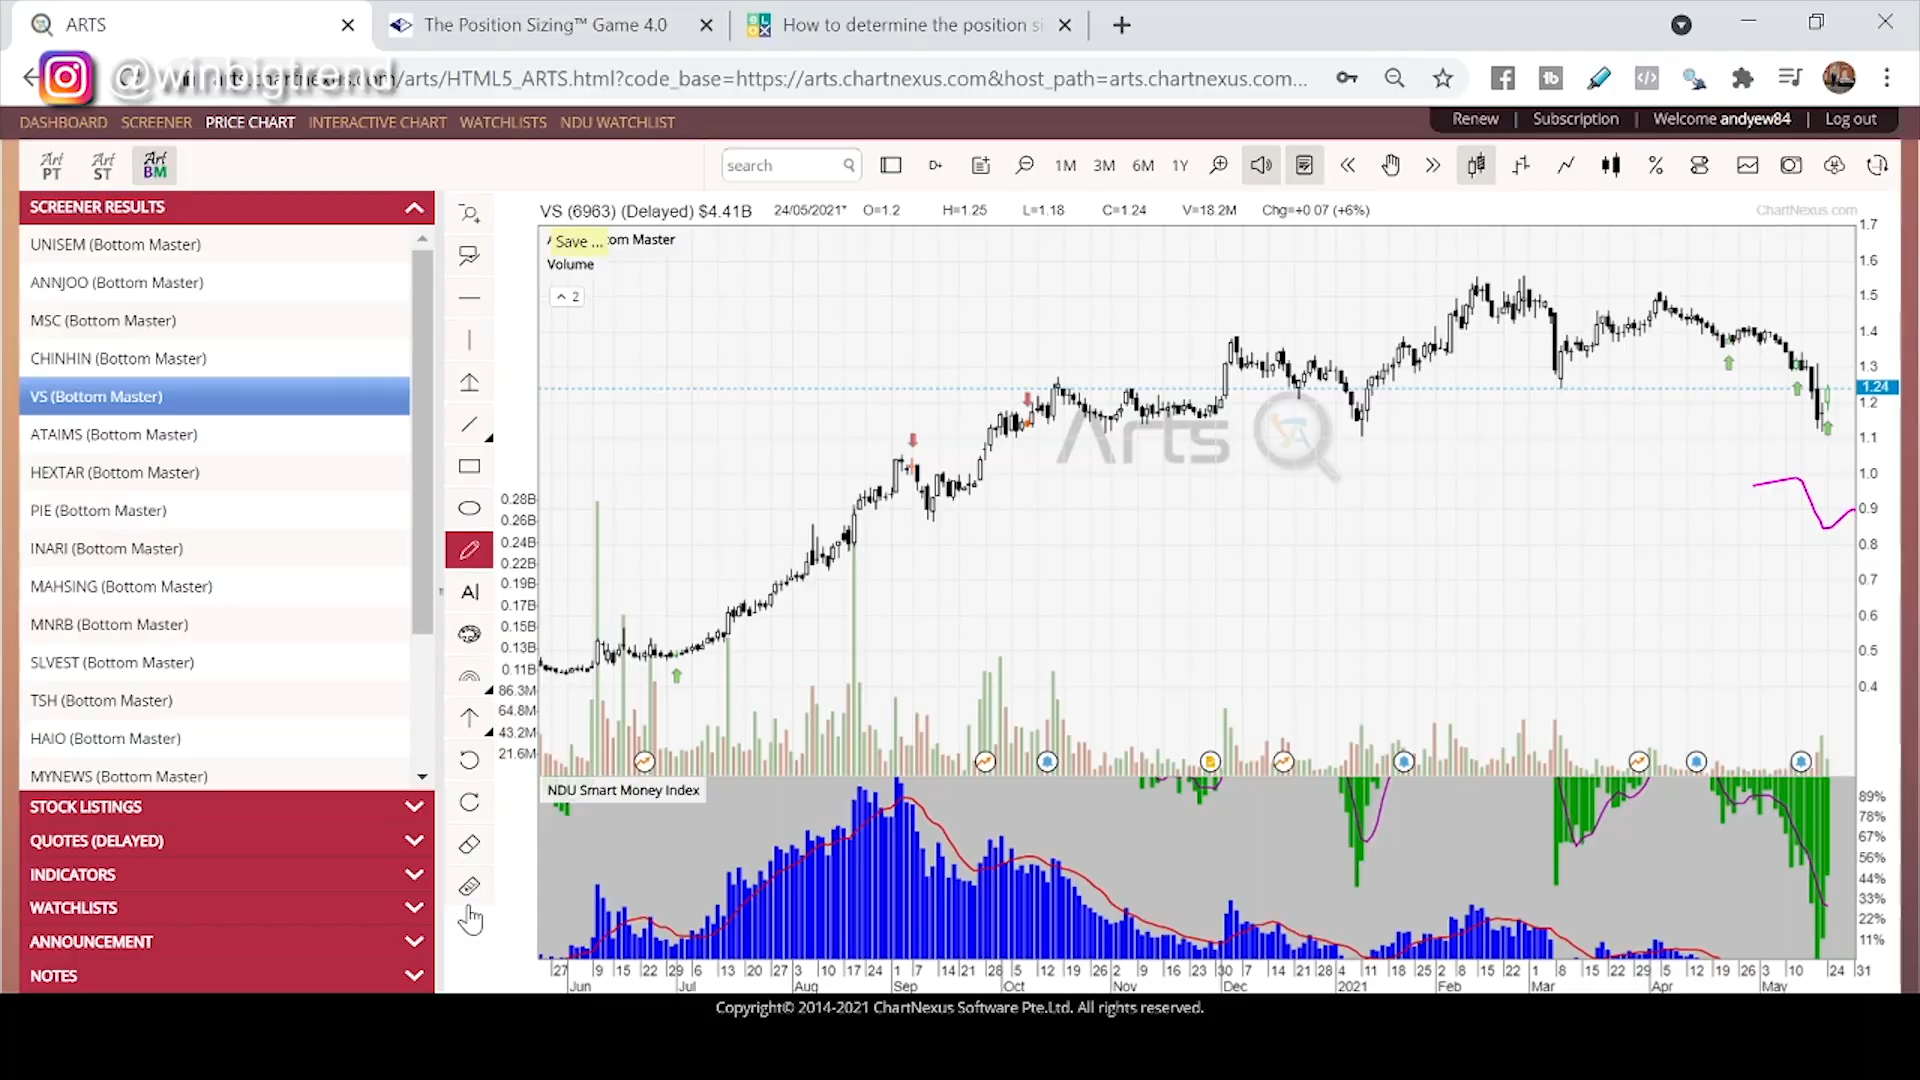 ARTS
The Position Sizing™ Game 4.0
How to determine the position si
@winbigtrend
arts.chartnexus.com/arts/HTML5_ARTS.html?code_base=https://arts.chartnexus.com&host_path=arts.chartnexus.com...
DASHBOARD SCREENER PRICE CHART INTERACTIVE CHART WATCHLISTS NDU WATCHLIST
Renew | Subscription | Welcome andyew84 | Log out
Art PT Art ST Art BM
search D 1M 3M 6M 1Y
SCREENER RESULTS
UNISEM (Bottom Master)
ANNJOO (Bottom Master)
MSC (Bottom Master)
CHINHIN (Bottom Master)
VS (Bottom Master)
ATAIMS (Bottom Master)
HEXTAR (Bottom Master)
PIE (Bottom Master)
INARI (Bottom Master)
MAHSING (Bottom Master)
MNRB (Bottom Master)
SLVEST (Bottom Master)
TSH (Bottom Master)
HAIO (Bottom Master)
MYNEWS (Bottom Master)
STOCK LISTINGS
QUOTES (DELAYED)
INDICATORS
WATCHLISTS
ANNOUNCEMENT
NOTES
A|
VS (6963) (Delayed) $4.41B 24/05/2021* O=1.2 H=1.25 L=1.18 C=1.24 V=18.2M Chg=+0.07 (+6%)
ChartNexus.com
Save ... om Master
Volume
2
Arts
1.7
1.6
1.5
1.4
1.3
1.24
1.2
1.1
1.0
0.9
0.8
0.7
0.6
0.5
0.4
0.28B
0.26B
0.24B
0.22B
0.19B
0.17B
0.15B
0.13B
0.11B
86.3M
64.8M
43.2M
21.6M
NDU Smart Money Index
89%
78%
67%
56%
44%
33%
22%
11%
27 9 15 22 29 6 13 20 27 3 10 17 24 1 7 14 21 28 5 12 19 26 2 9 16 23 30 7 14 21 28 4 11 18 25 2 8 15 22 1 8 15 22 29 5 12 19 26 3 10 24 31
Jun Jul Aug Sep Oct Nov Dec 2021 Feb Mar Apr May
Copyright© 2014-2021 ChartNexus Software Pte.Ltd. All rights reserved.